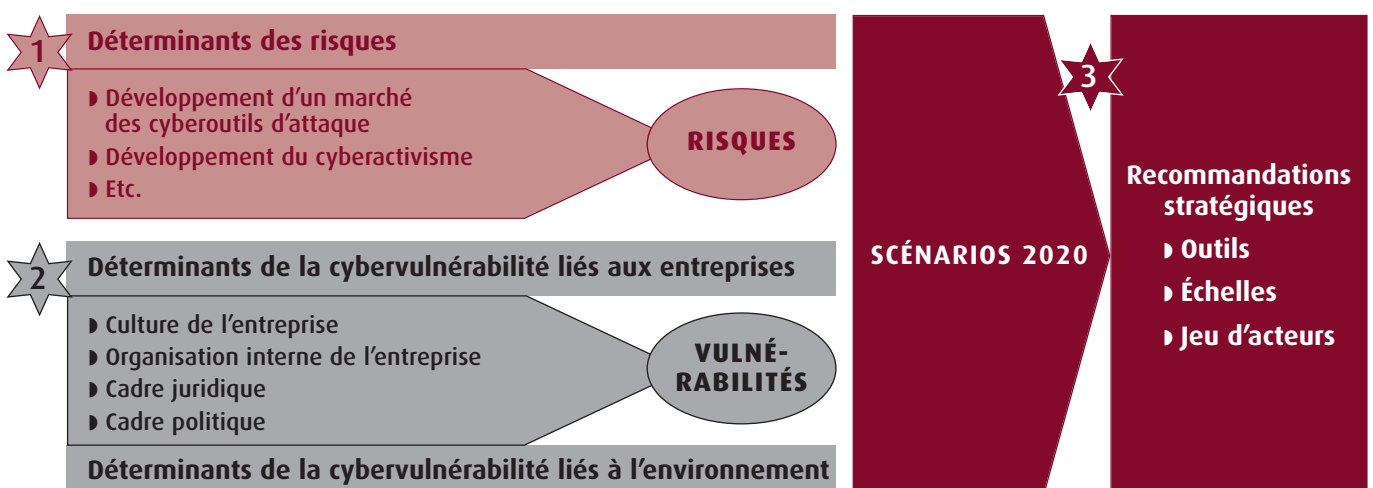 1
Déterminants des risques
◗ Développement d’un marché
des cyberoutils d’attaque
◗ Développement du cyberactivisme
◗ Etc.
RISQUES
2
Déterminants de la cybervulnérabilité liés aux entreprises
◗ Culture de l’entreprise
◗ Organisation interne de l’entreprise
◗ Cadre juridique
◗ Cadre politique
VULNÉ-
RABILITÉS
Déterminants de la cybervulnérabilité liés à l’environnement
SCÉNARIOS 2020
3
Recommandations
stratégiques
◗ Outils
◗ Échelles
◗ Jeu d’acteurs